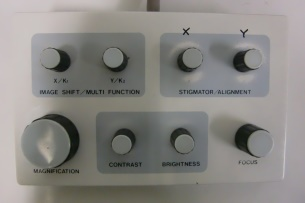 X Y
X/K₁ Y/K₂
IMAGE SHIFT/MULTI FUNCTION STIGMATOR/ALIGNMENT
CONTRAST BRIGHTNESS FOCUS
MAGNIFICATION